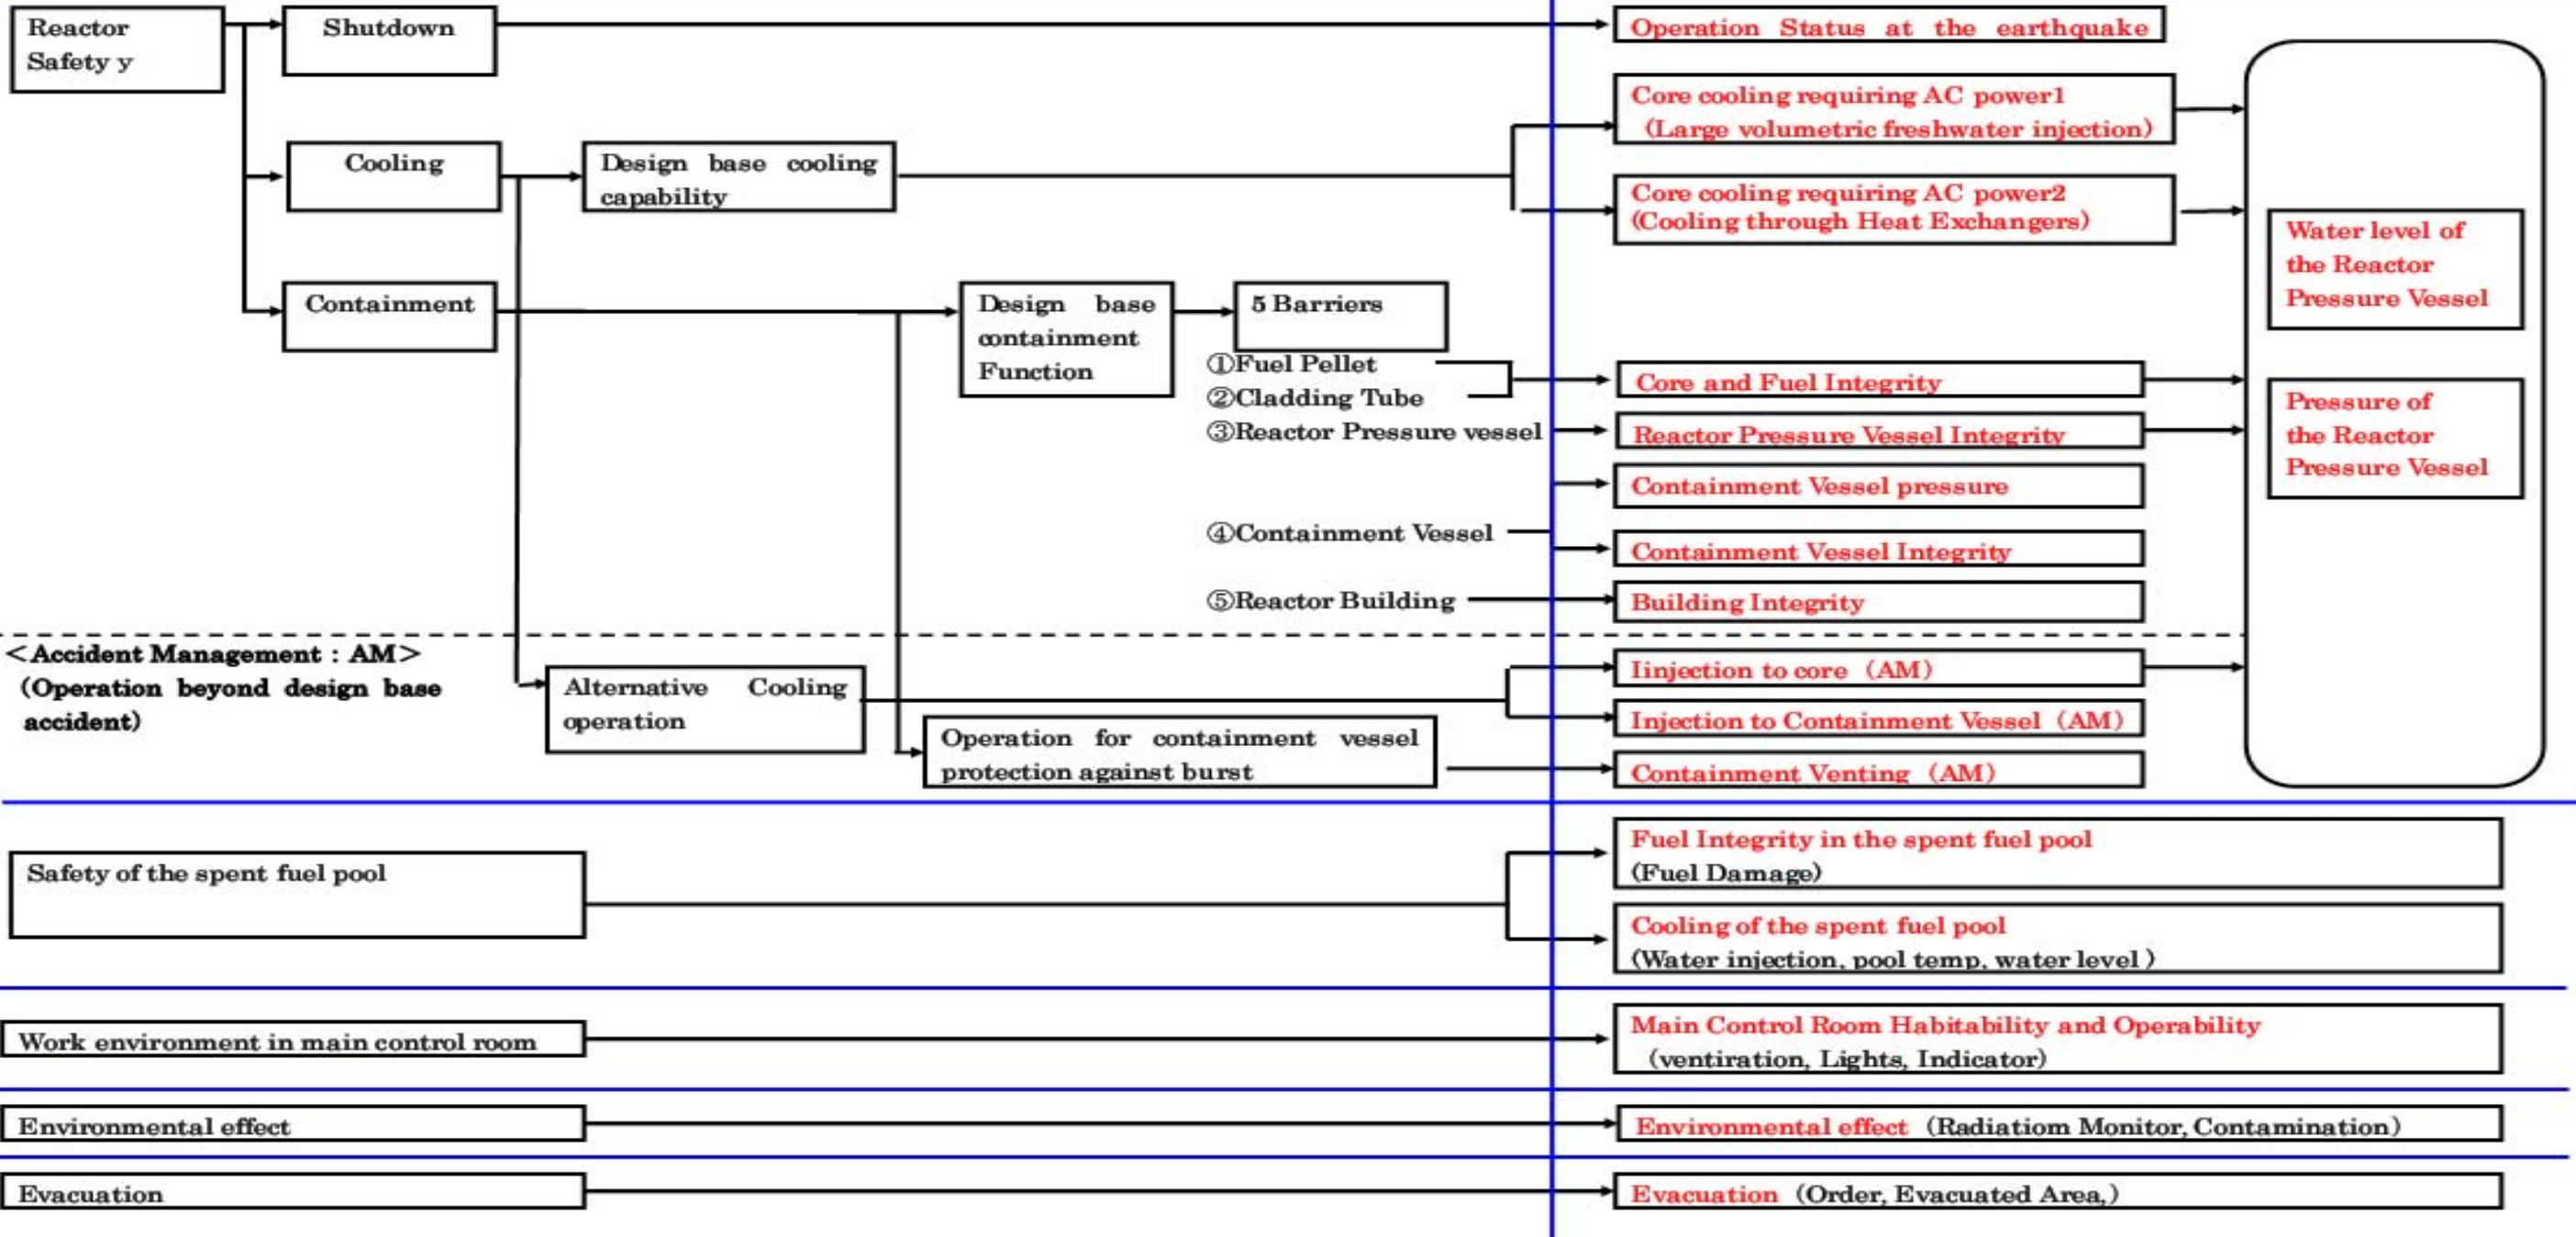 Reactor
Safety y
Shutdown
Operation Status at the earthquake
Core cooling requiring AC power1
(Large volumetric freshwater injection)
Cooling
Design base cooling
capability
Core cooling requiring AC power2
(Cooling through Heat Exchangers)
Water level of
the Reactor
Pressure Vessel
Containment
Design base
containment
Function
5 Barriers
①Fuel Pellet
②Cladding Tube
③Reactor Pressure vessel
④Containment Vessel
⑤Reactor Building
Core and Fuel Integrity
Reactor Pressure Vessel Integrity
Containment Vessel pressure
Containment Vessel Integrity
Building Integrity
Pressure of
the Reactor
Pressure Vessel
<Accident Management : AM>
(Operation beyond design base
accident)
Alternative Cooling
operation
Operation for containment vessel
protection against burst
Iinjection to core (AM)
Injection to Containment Vessel (AM)
Containment Venting (AM)
Safety of the spent fuel pool
Fuel Integrity in the spent fuel pool
(Fuel Damage)
Cooling of the spent fuel pool
(Water injection, pool temp, water level )
Work environment in main control room
Main Control Room Habitability and Operability
(ventiration, Lights, Indicator)
Environmental effect
Environmental effect (Radiatiom Monitor, Contamination)
Evacuation
Evacuation (Order, Evacuated Area,)